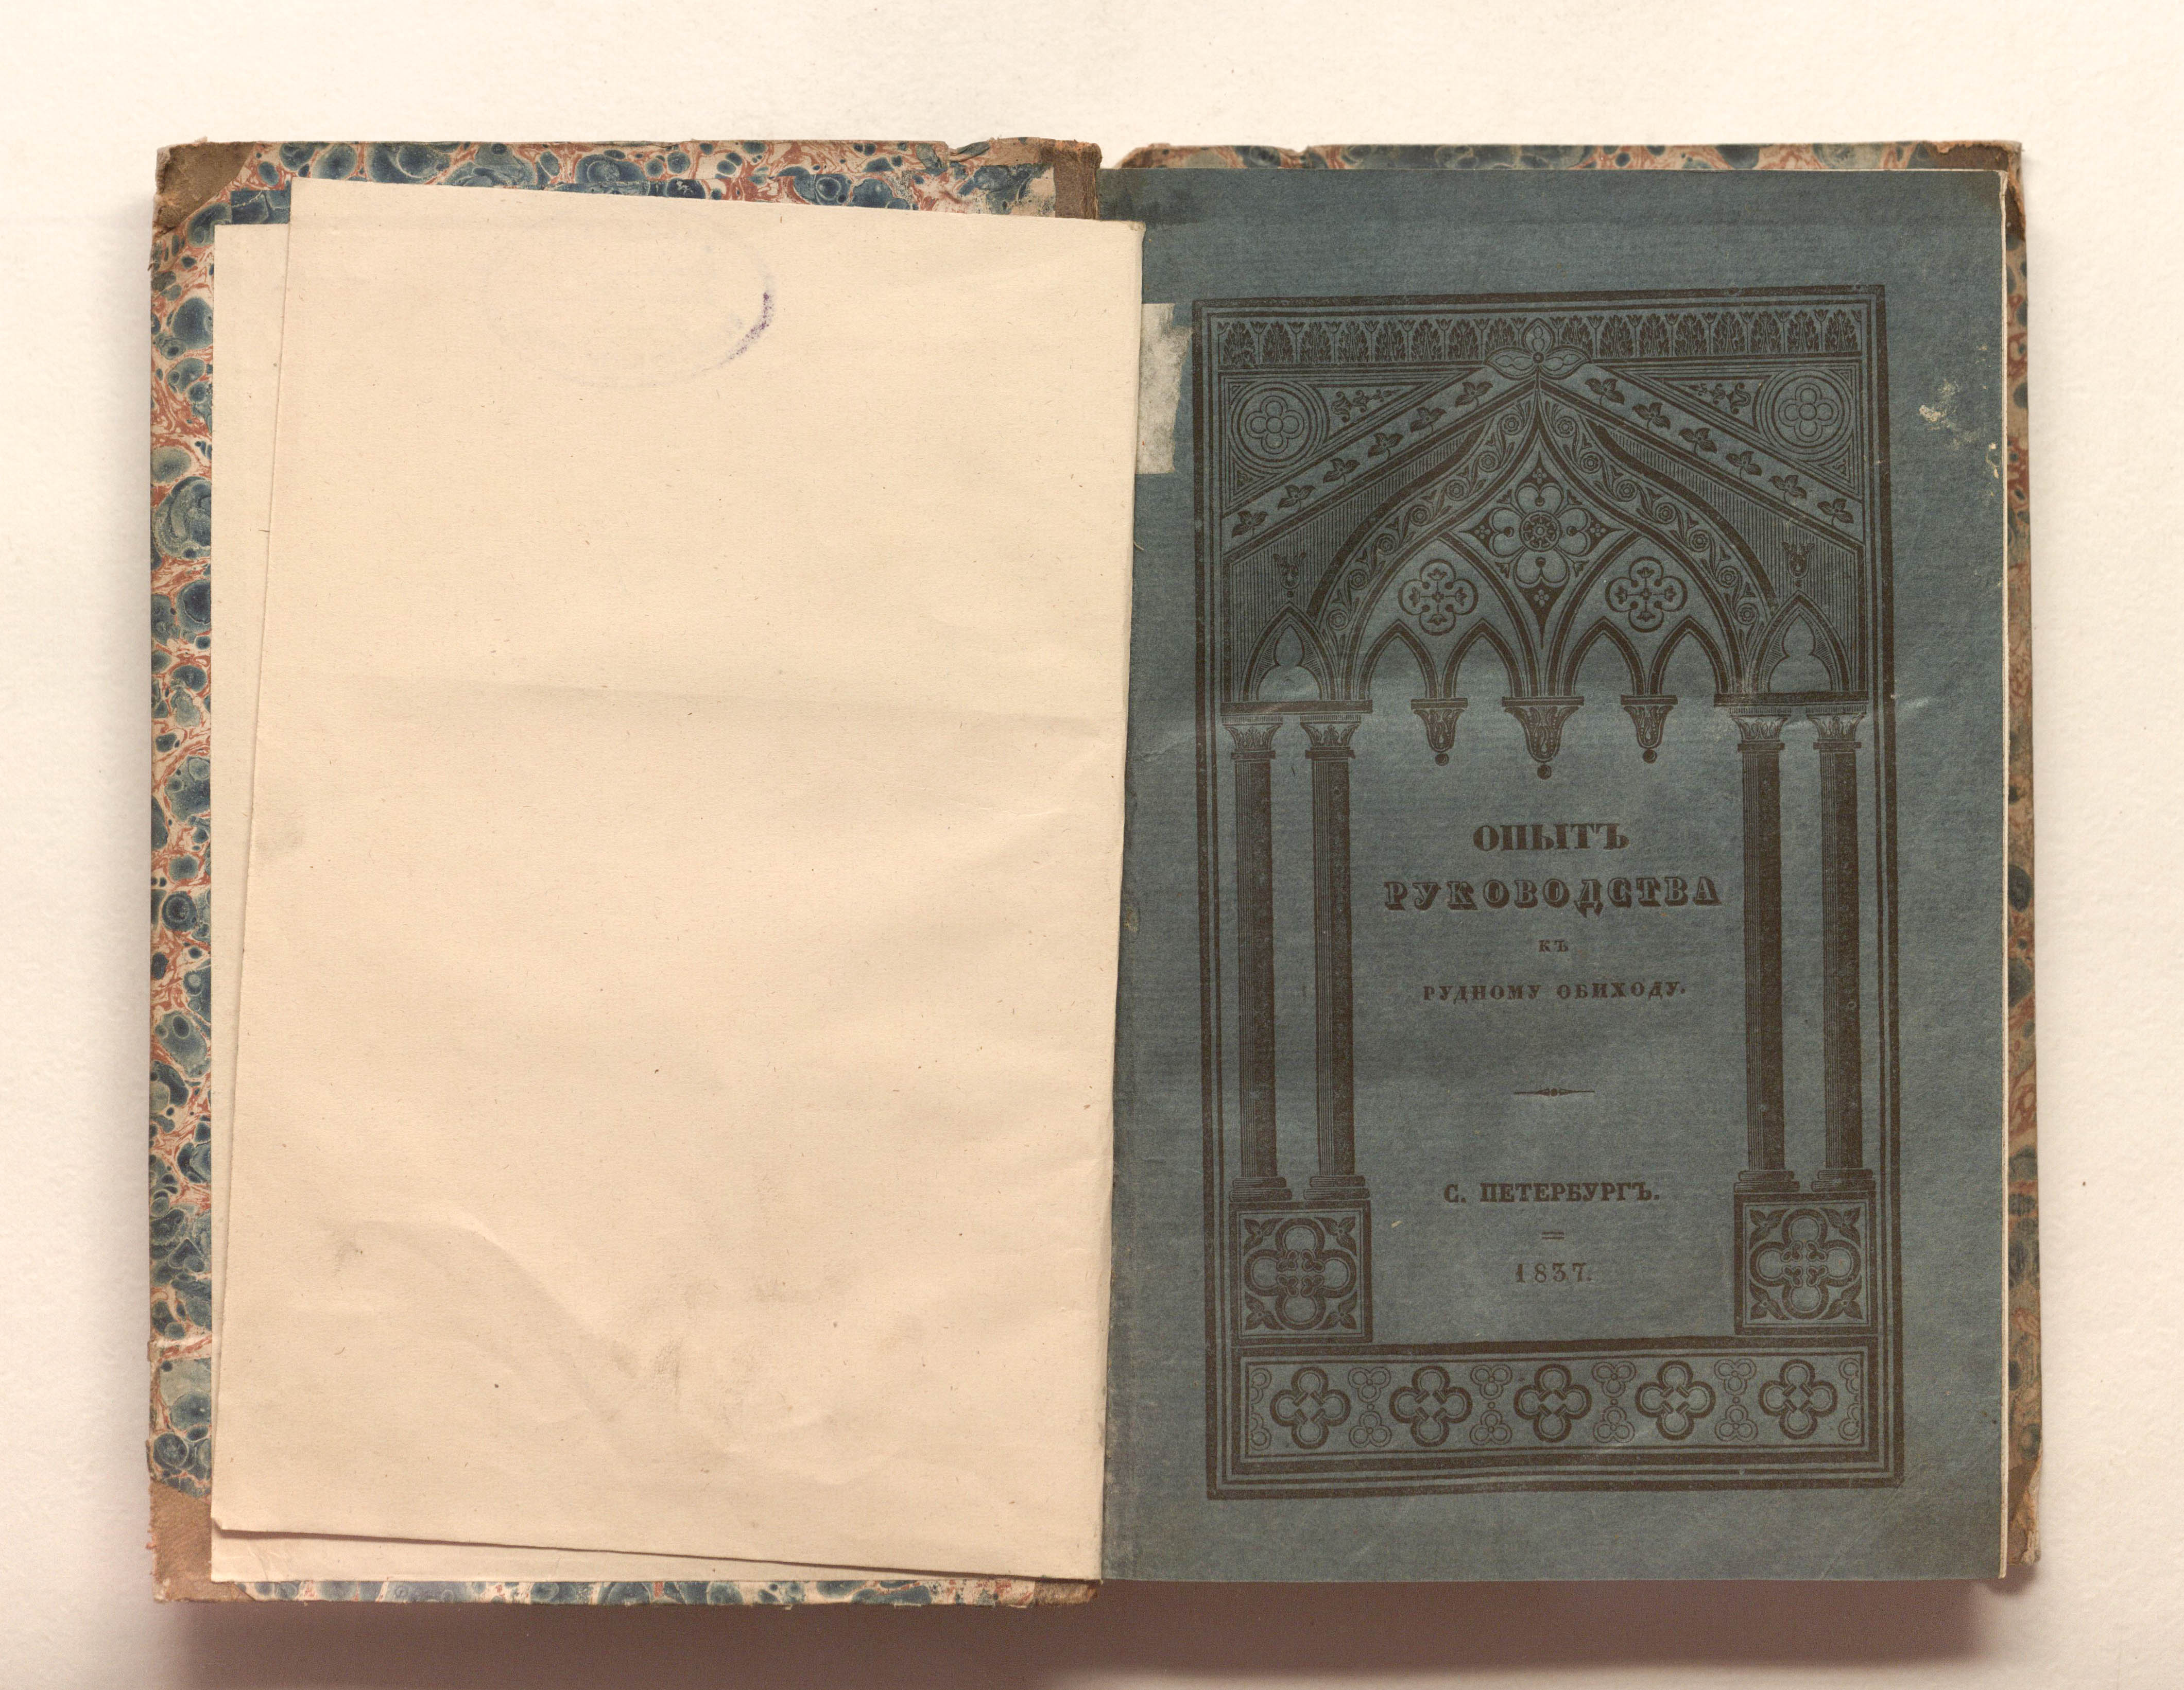 ОПЫТЪ
РУКОВОДСТВА
КЪ
РУДНОМУ ОБИХОДУ.
С. ПЕТЕРБУРГЪ.
1837.